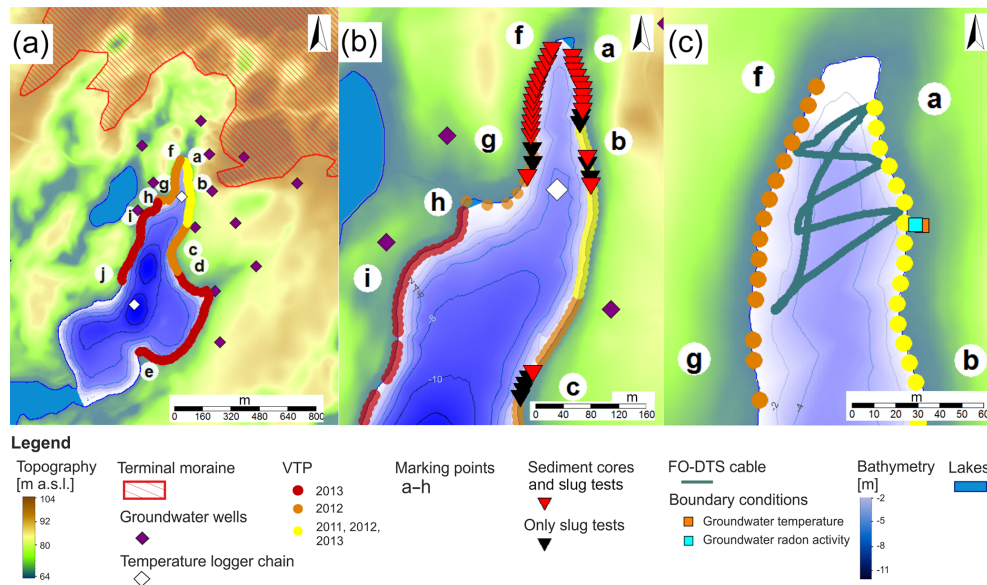 (a)
f
a
g
b
h
i
c
d
j
e
m
0 160 320 480 640 800
(b)
f
a
g
b
h
i
c
-8
-10
m
0 40 80 120 160
(c)
f
a
g
b
-2
-4
m
0 10 20 30 40 50 60
Legend
Topography
[m a.s.l.]
104
92
80
64
Terminal moraine
Groundwater wells
Temperature logger chain
VTP
2013
2012
2011, 2012,
2013
Marking points
a–h
Sediment cores
and slug tests
Only slug tests
FO-DTS cable
Boundary conditions
Groundwater temperature
Groundwater radon activity
Bathymetry
[m]
-2
-5
-8
-11
Lakes